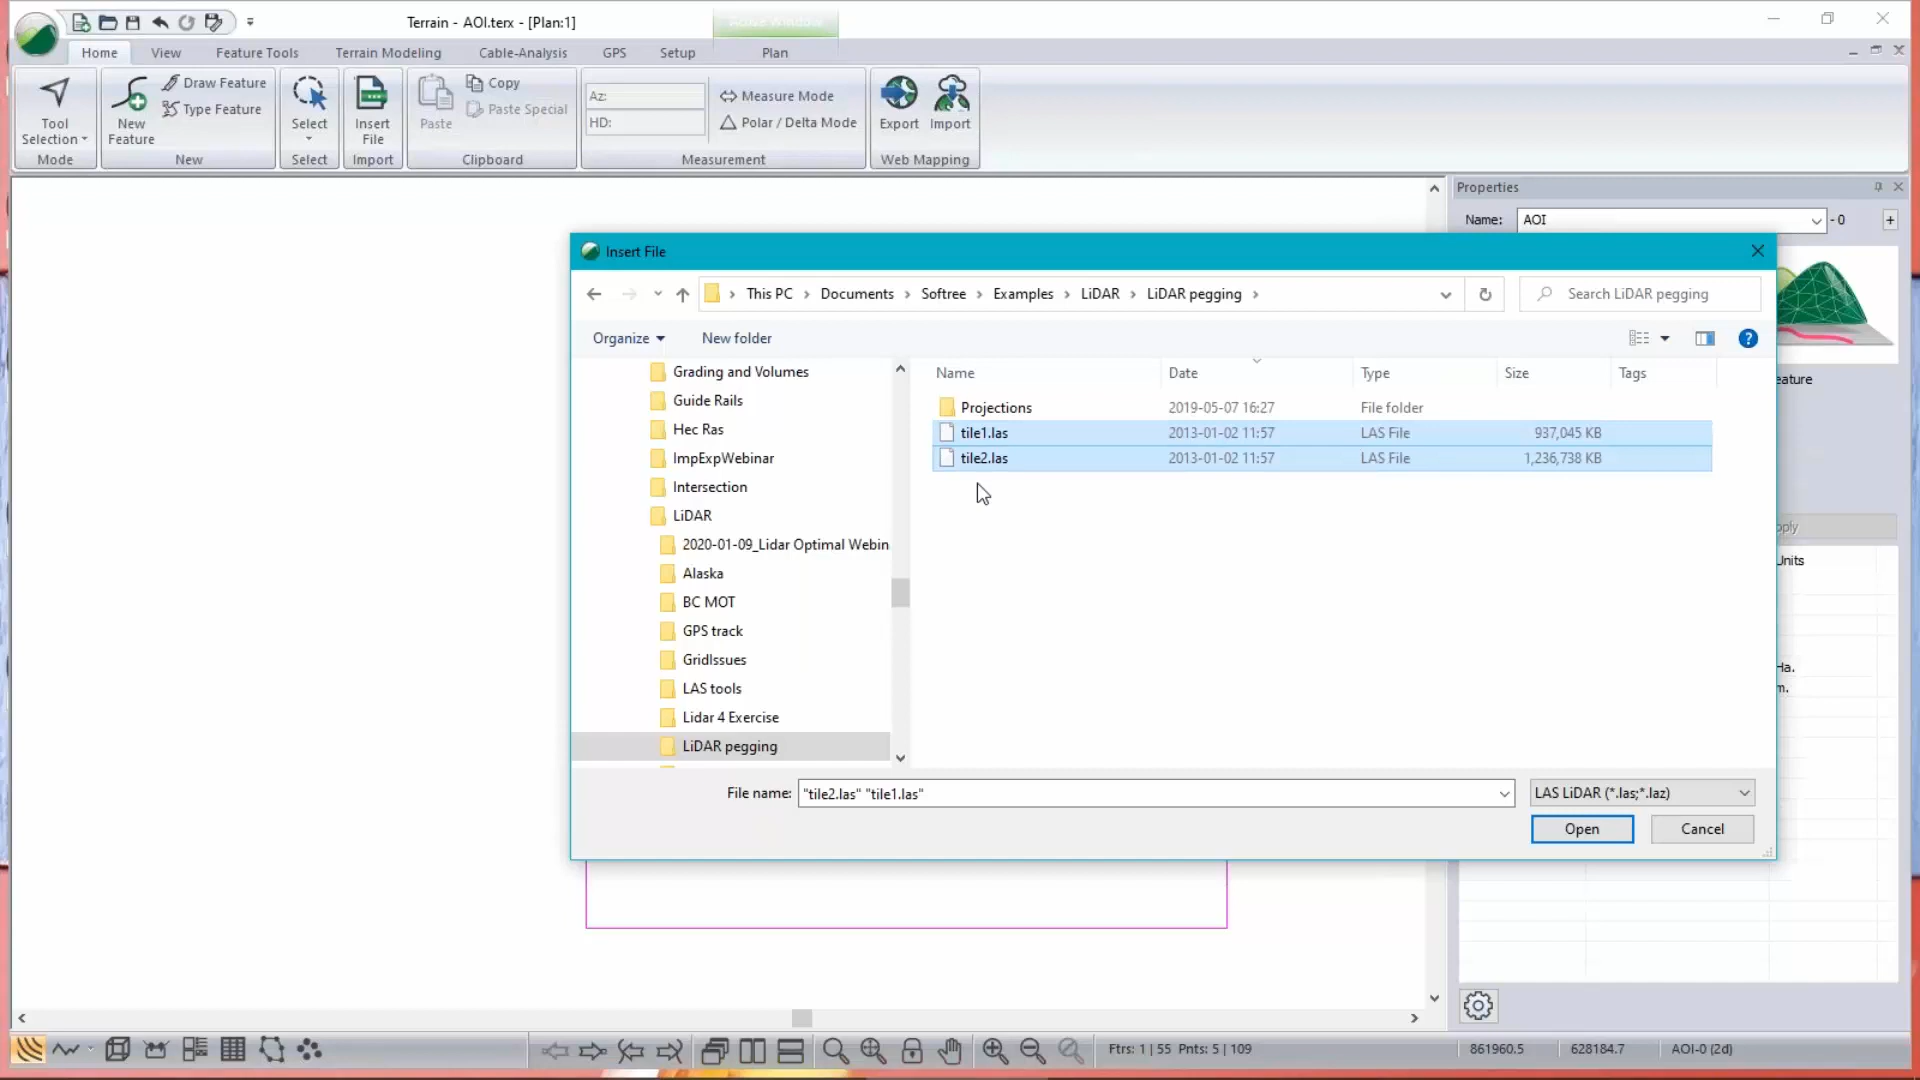 Terrain - AOI.terx - [Plan:1]
Home View Feature Tools Terrain Modeling Cable-Analysis GPS Setup Plan
Tool Selection
Mode
New Feature
Draw Feature
Type Feature
New
Select
Select
Insert File
Import
Paste
Copy
Paste Special
Clipboard
Az:
HD:
Measure Mode
Polar / Delta Mode
Measurement
Export
Import
Web Mapping
Properties
Name: AOI - 0 +
Insert File
This PC > Documents > Softree > Examples > LiDAR > LiDAR pegging >
Search LiDAR pegging
Organize New folder
Grading and Volumes
Guide Rails
Hec Ras
ImpExpWebinar
Intersection
LiDAR
2020-01-09_Lidar Optimal Webin
Alaska
BC MOT
GPS track
GridIssues
LAS tools
Lidar 4 Exercise
LiDAR pegging
Name Date Type Size Tags
Projections 2019-05-07 16:27 File folder
tile1.las 2013-01-02 11:57 LAS File 937,045 KB
tile2.las 2013-01-02 11:57 LAS File 1,236,738 KB
File name: "tile2.las" "tile1.las"
LAS LiDAR (*.las;*.laz)
Open Cancel
eature
pply
Units
Ha.
m.
Ftrs: 1 | 55 Pnts: 5 | 109
861960.5 628184.7 AOI-0 (2d)